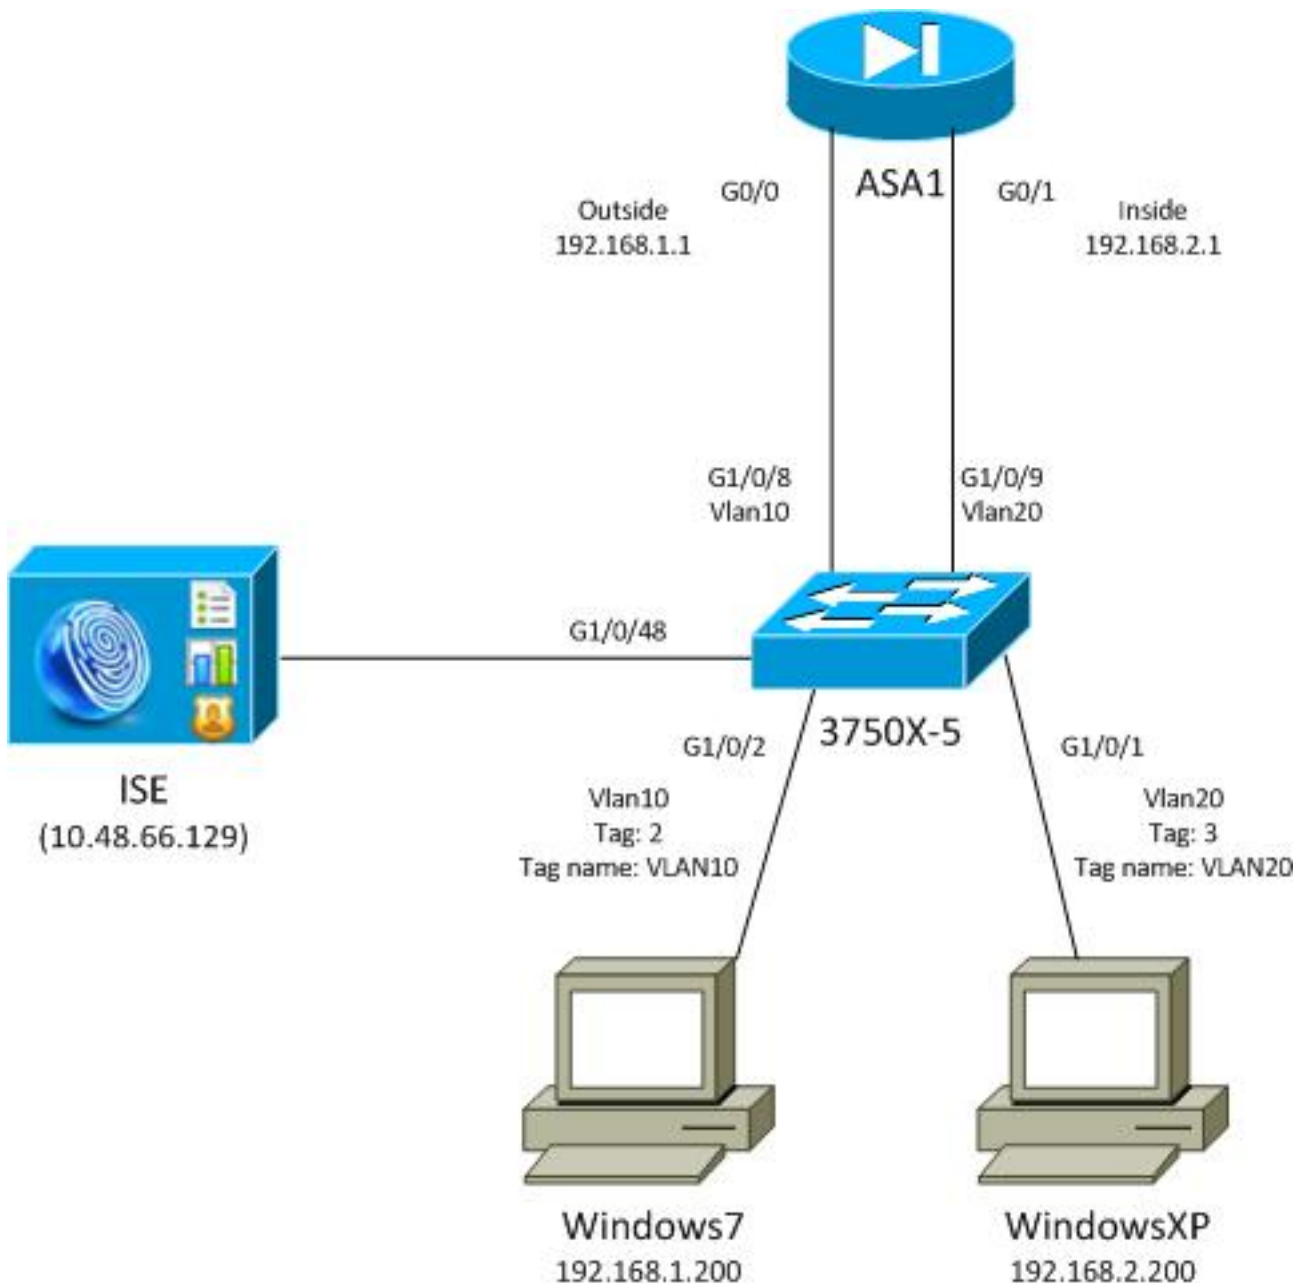 ASA1
G0/0
G0/1
Outside
192.168.1.1
Inside
192.168.2.1
G1/0/8
Vlan10
G1/0/9
Vlan20
G1/0/48
3750X-5
ISE
(10.48.66.129)
G1/0/2
Vlan10
Tag: 2
Tag name: VLAN10
G1/0/1
Vlan20
Tag: 3
Tag name: VLAN20
Windows7
192.168.1.200
WindowsXP
192.168.2.200